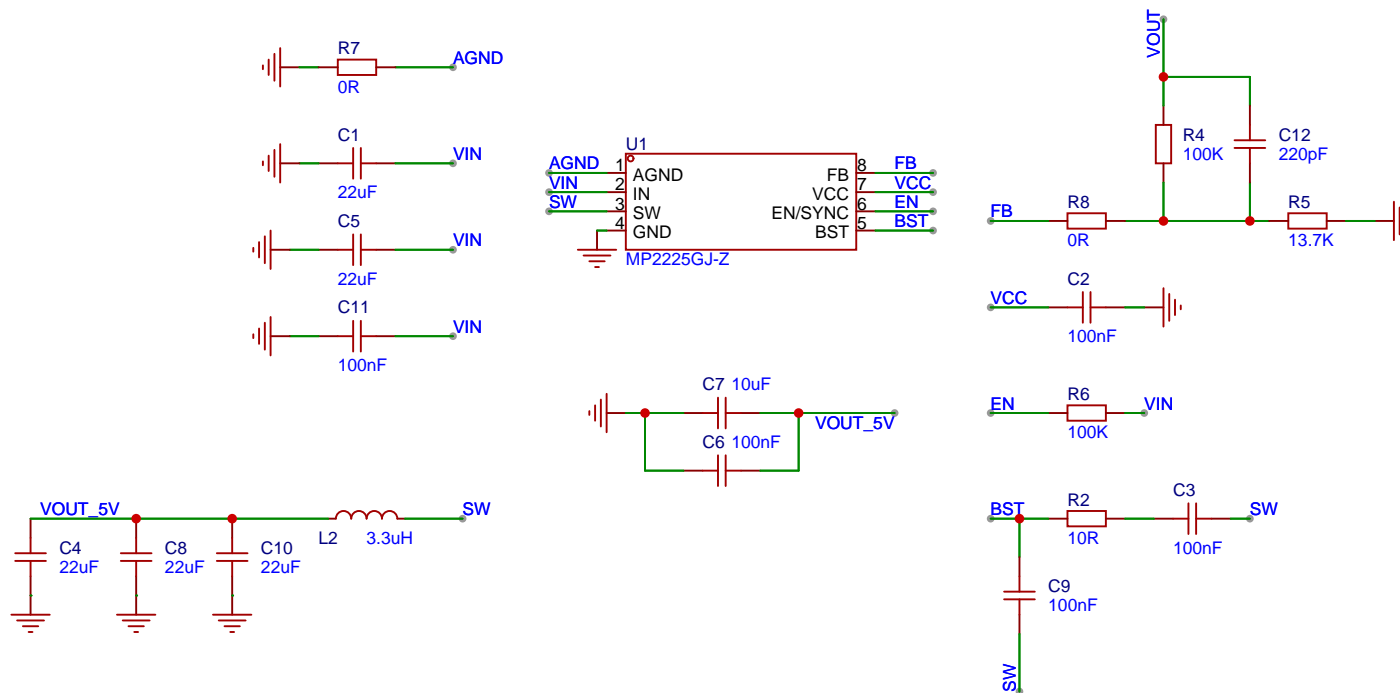 R7
AGND
0R
C1
VIN
22uF
C5
VIN
22uF
C11
VIN
100nF
U1
AGND 1 AGND FB 8 FB
VIN 2 IN VCC 7 VCC
SW 3 SW EN/SYNC 6 EN
4 GND BST 5 BST
MP2225GJ-Z
VOUT
R4
100K
C12
220pF
FB
R8
0R
R5
13.7K
VCC
C2
100nF
C7 10uF
VOUT_5V
C6 100nF
EN
R6
VIN
100K
VOUT_5V
SW
L2 3.3uH
C4
22uF
C8
22uF
C10
22uF
BST
R2
10R
C3
SW
100nF
C9
100nF
SW